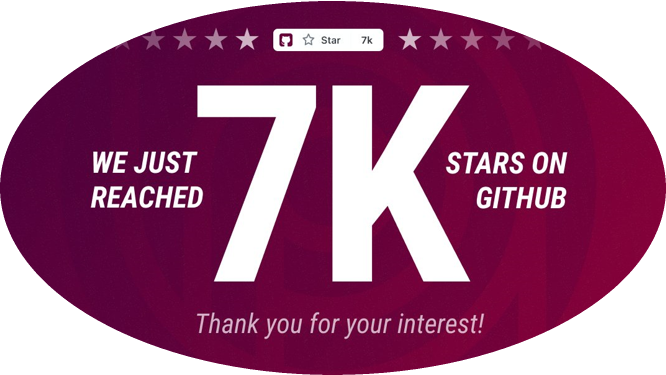 Star 7k
WE JUST
REACHED
7K
STARS ON
GITHUB
Thank you for your interest!